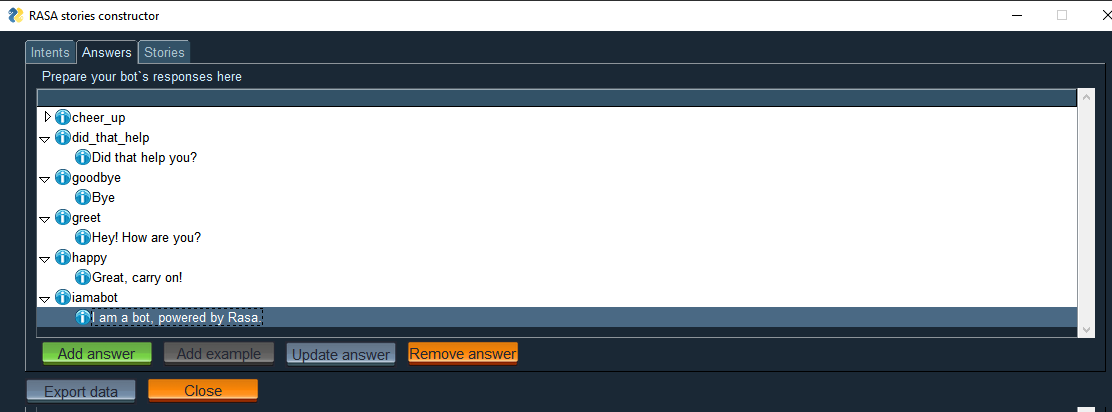 RASA stories constructor
Intents Answers Stories
Prepare your bot`s responses here
cheer_up
did_that_help
Did that help you?
goodbye
Bye
greet
Hey! How are you?
happy
Great, carry on!
iamabot
I am a bot, powered by Rasa.
Add answer Add example Update answer Remove answer
Export data Close